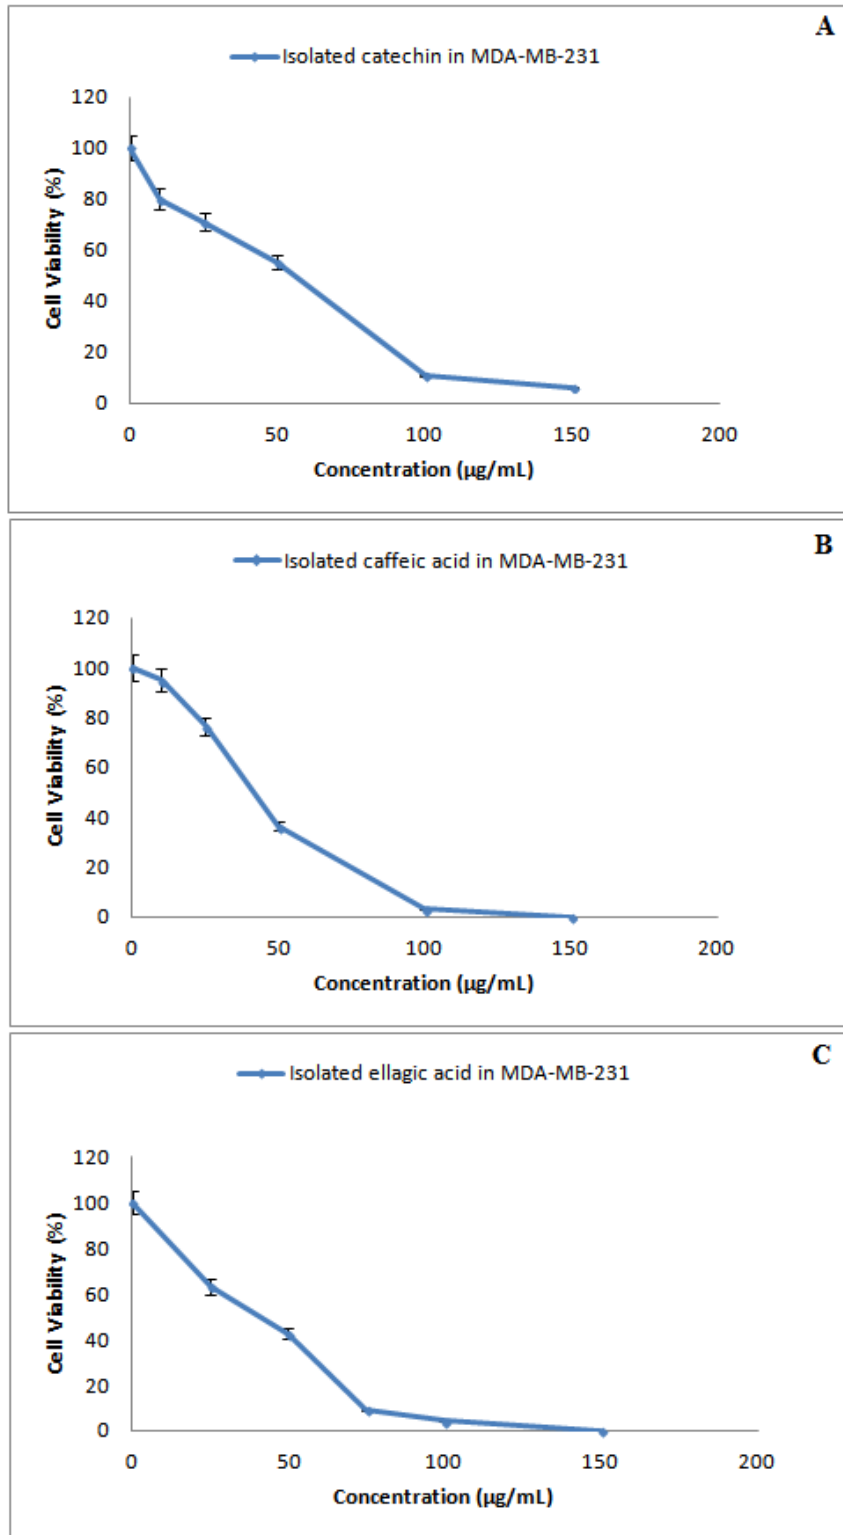 A
Isolated catechin in MDA-MB-231
120
100
80
60
40
20
0
Cell Viability (%)
0 50 100 150 200
Concentration (µg/mL)
B
Isolated caffeic acid in MDA-MB-231
120
100
80
60
40
20
0
Cell Viability (%)
0 50 100 150 200
Concentration (µg/mL)
C
Isolated ellagic acid in MDA-MB-231
120
100
80
60
40
20
0
Cell Viability (%)
0 50 100 150 200
Concentration (µg/mL)